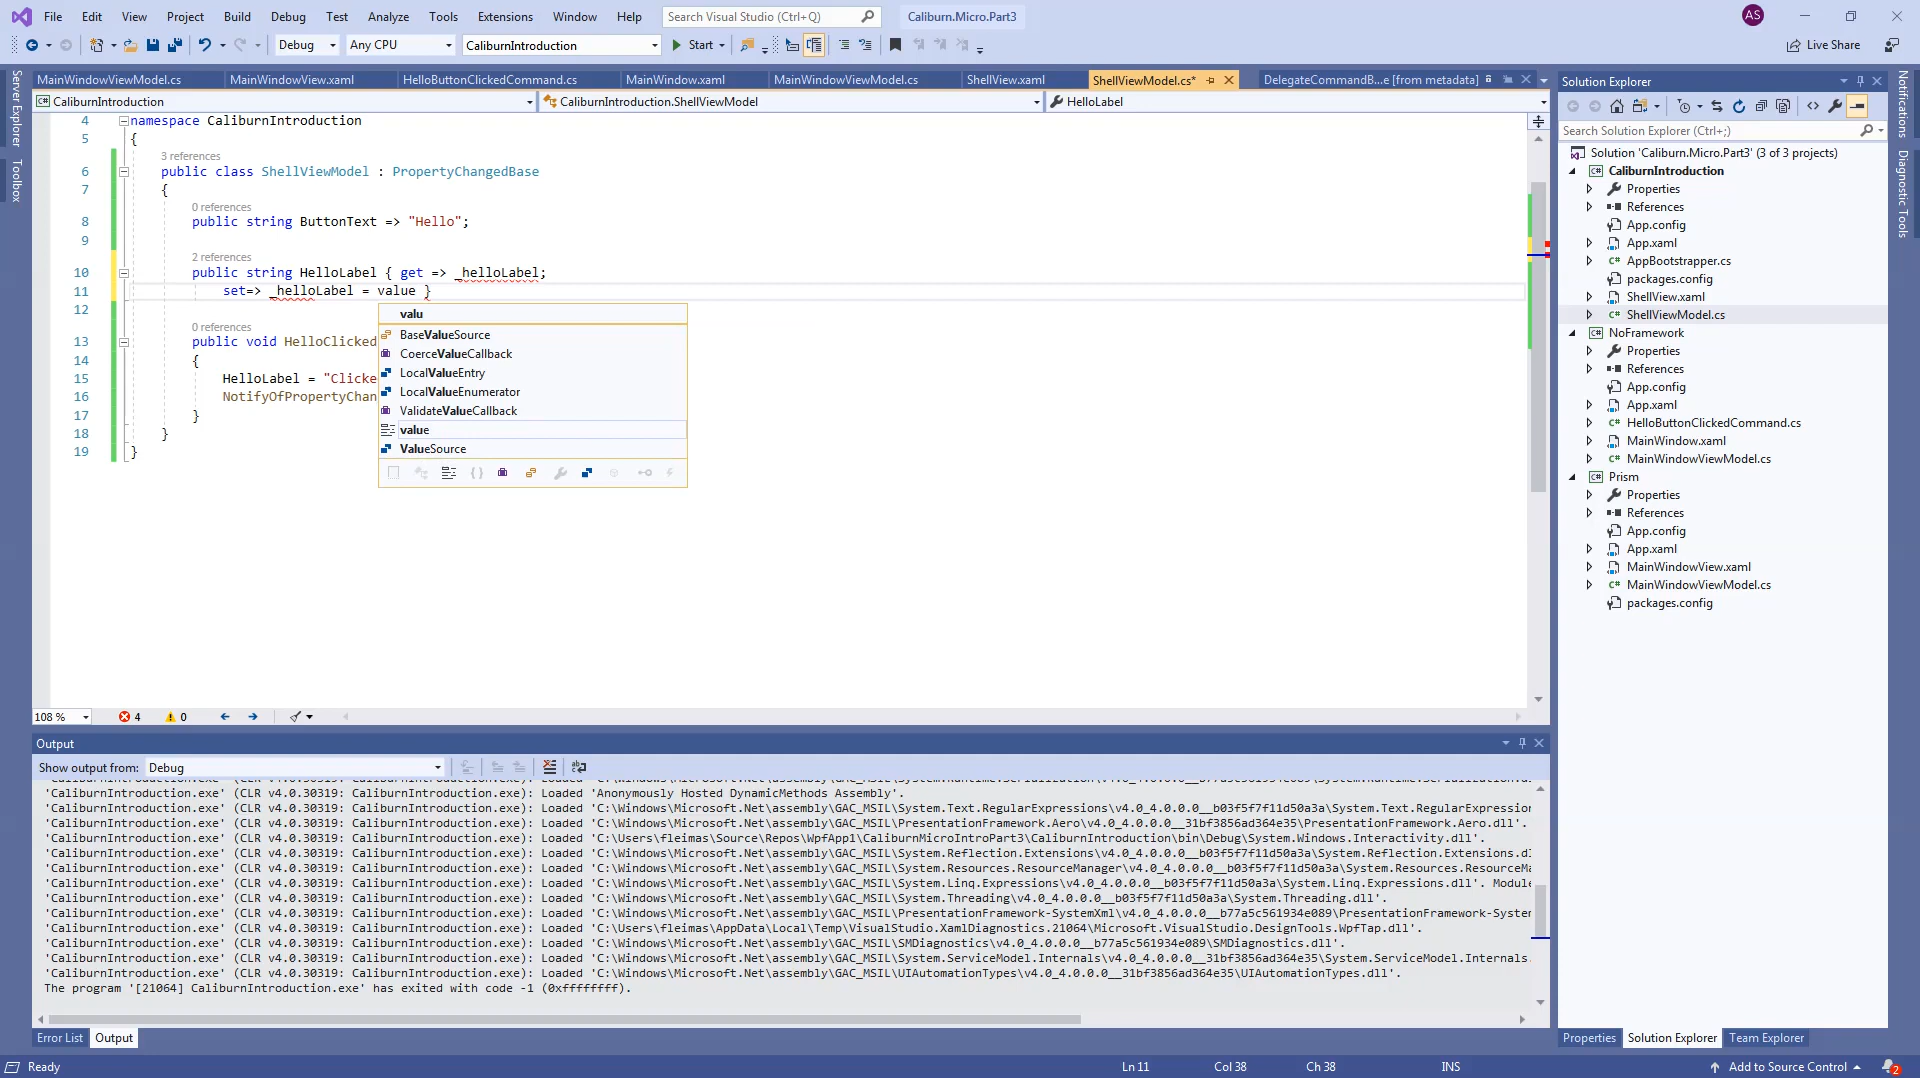 File Edit View Project Build Debug Test Analyze Tools Extensions Window Help Search Visual Studio (Ctrl+Q) Caliburn.Micro.Part3 AS
Debug Any CPU CaliburnIntroduction Start Live Share
Server Explorer
Toolbox
MainWindowViewModel.cs MainWindowView.xaml HelloButtonClickedCommand.cs MainWindow.xaml MainWindowViewModel.cs ShellView.xaml ShellViewModel.cs* DelegateCommandB...e [from metadata]
CaliburnIntroduction CaliburnIntroduction.ShellViewModel HelloLabel
4 namespace CaliburnIntroduction
5 {
3 references
6 public class ShellViewModel : PropertyChangedBase
7 {
0 references
8 public string ButtonText => "Hello";
9
2 references
10 public string HelloLabel { get => _helloLabel;
11 set=> _helloLabel = value }
12
0 references
13 public void HelloClicked
14 {
15 HelloLabel = "Clicke
16 NotifyOfPropertyChan
17 }
18 }
19 }
valu
BaseValueSource
CoerceValueCallback
LocalValueEntry
LocalValueEnumerator
ValidateValueCallback
value
ValueSource
108 % 4 0
Output
Show output from: Debug
'CaliburnIntroduction.exe' (CLR v4.0.30319: CaliburnIntroduction.exe): Loaded 'Anonymously Hosted DynamicMethods Assembly'.
'CaliburnIntroduction.exe' (CLR v4.0.30319: CaliburnIntroduction.exe): Loaded 'C:\Windows\Microsoft.Net\assembly\GAC_MSIL\System.Text.RegularExpressions\v4.0_4.0.0.0__b03f5f7f11d50a3a\System.Text.RegularExpression
'CaliburnIntroduction.exe' (CLR v4.0.30319: CaliburnIntroduction.exe): Loaded 'C:\Windows\Microsoft.Net\assembly\GAC_MSIL\PresentationFramework.Aero\v4.0_4.0.0.0__31bf3856ad364e35\PresentationFramework.Aero.dll'.
'CaliburnIntroduction.exe' (CLR v4.0.30319: CaliburnIntroduction.exe): Loaded 'C:\Users\fleimas\Source\Repos\WpfApp1\CaliburnMicroIntroPart3\CaliburnIntroduction\bin\Debug\System.Windows.Interactivity.dll'.
'CaliburnIntroduction.exe' (CLR v4.0.30319: CaliburnIntroduction.exe): Loaded 'C:\Windows\Microsoft.Net\assembly\GAC_MSIL\System.Reflection.Extensions\v4.0_4.0.0.0__b03f5f7f11d50a3a\System.Reflection.Extensions.dl
'CaliburnIntroduction.exe' (CLR v4.0.30319: CaliburnIntroduction.exe): Loaded 'C:\Windows\Microsoft.Net\assembly\GAC_MSIL\System.Resources.ResourceManager\v4.0_4.0.0.0__b03f5f7f11d50a3a\System.Resources.ResourceMa
'CaliburnIntroduction.exe' (CLR v4.0.30319: CaliburnIntroduction.exe): Loaded 'C:\Windows\Microsoft.Net\assembly\GAC_MSIL\System.Linq.Expressions\v4.0_4.0.0.0__b03f5f7f11d50a3a\System.Linq.Expressions.dll'. Module
'CaliburnIntroduction.exe' (CLR v4.0.30319: CaliburnIntroduction.exe): Loaded 'C:\Windows\Microsoft.Net\assembly\GAC_MSIL\System.Threading\v4.0_4.0.0.0__b03f5f7f11d50a3a\System.Threading.dll'.
'CaliburnIntroduction.exe' (CLR v4.0.30319: CaliburnIntroduction.exe): Loaded 'C:\Windows\Microsoft.Net\assembly\GAC_MSIL\PresentationFramework-SystemXml\v4.0_4.0.0.0__b77a5c561934e089\PresentationFramework-System
'CaliburnIntroduction.exe' (CLR v4.0.30319: CaliburnIntroduction.exe): Loaded 'C:\Users\fleimas\AppData\Local\Temp\VisualStudio.XamlDiagnostics.21064\Microsoft.VisualStudio.DesignTools.WpfTap.dll'.
'CaliburnIntroduction.exe' (CLR v4.0.30319: CaliburnIntroduction.exe): Loaded 'C:\Windows\Microsoft.Net\assembly\GAC_MSIL\SMDiagnostics\v4.0_4.0.0.0__b77a5c561934e089\SMDiagnostics.dll'.
'CaliburnIntroduction.exe' (CLR v4.0.30319: CaliburnIntroduction.exe): Loaded 'C:\Windows\Microsoft.Net\assembly\GAC_MSIL\System.ServiceModel.Internals\v4.0_4.0.0.0__31bf3856ad364e35\System.ServiceModel.Internals.
'CaliburnIntroduction.exe' (CLR v4.0.30319: CaliburnIntroduction.exe): Loaded 'C:\Windows\Microsoft.Net\assembly\GAC_MSIL\UIAutomationTypes\v4.0_4.0.0.0__31bf3856ad364e35\UIAutomationTypes.dll'.
The program '[21064] CaliburnIntroduction.exe' has exited with code -1 (0xffffffff).
Error List Output
Solution Explorer
Search Solution Explorer (Ctrl+;)
Solution 'Caliburn.Micro.Part3' (3 of 3 projects)
CaliburnIntroduction
Properties
References
App.config
App.xaml
AppBootstrapper.cs
packages.config
ShellView.xaml
ShellViewModel.cs
NoFramework
Properties
References
App.config
App.xaml
HelloButtonClickedCommand.cs
MainWindow.xaml
MainWindowViewModel.cs
Prism
Properties
References
App.config
App.xaml
MainWindowView.xaml
MainWindowViewModel.cs
packages.config
Properties Solution Explorer Team Explorer
Notifications
Diagnostic Tools
Ready Ln 11 Col 38 Ch 38 INS Add to Source Control 2